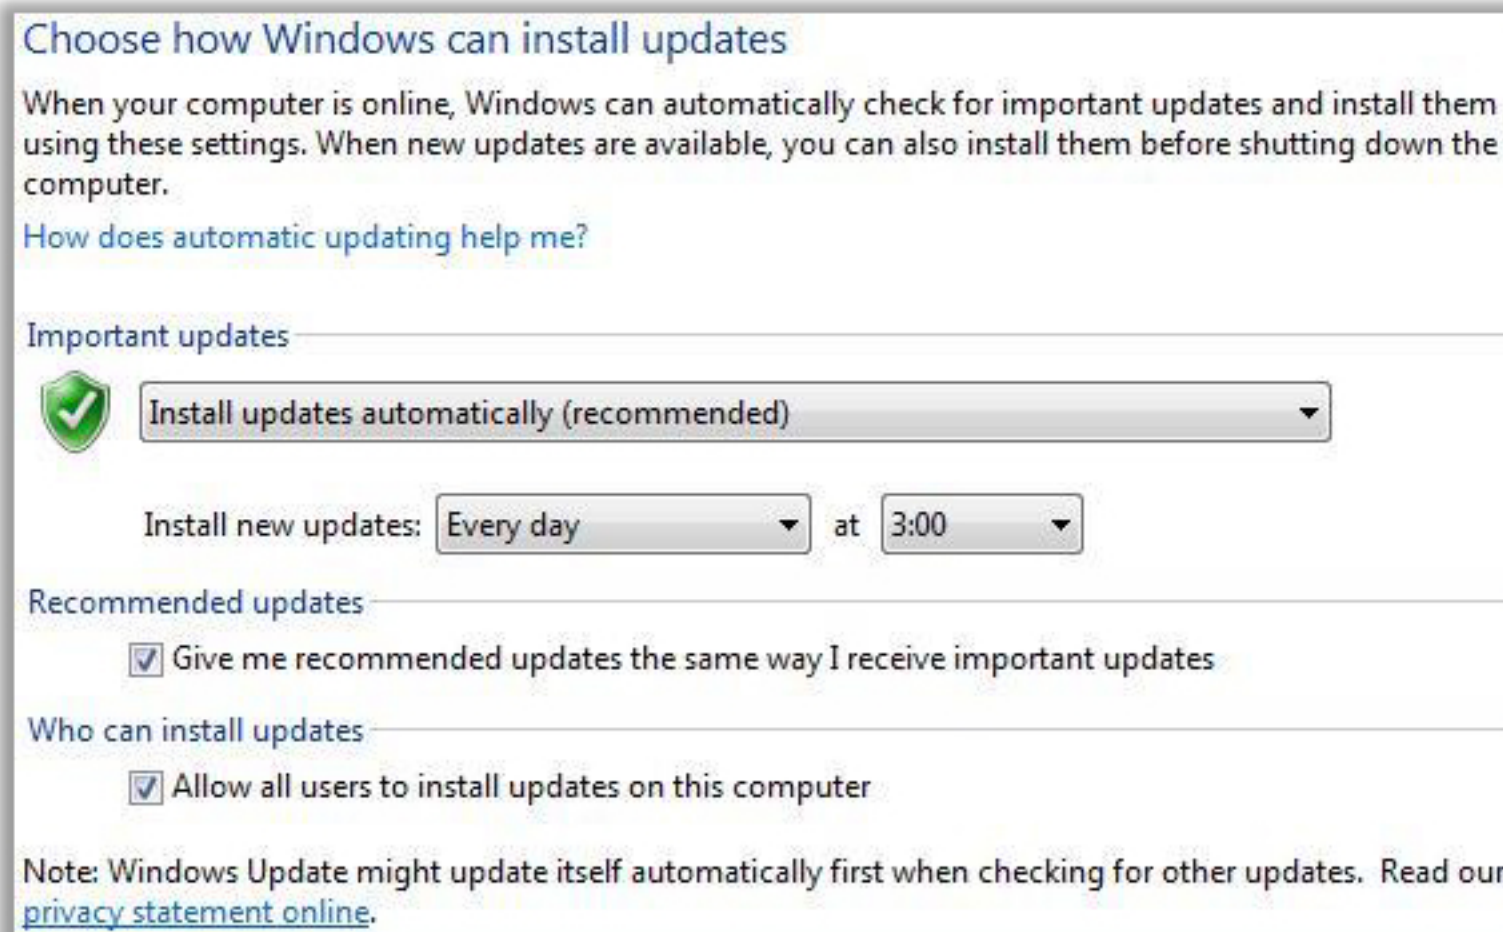 Choose how Windows can install updates
When your computer is online, Windows can automatically check for important updates and install them
using these settings. When new updates are available, you can also install them before shutting down the
computer.
How does automatic updating help me?
Important updates
Install updates automatically (recommended)
Install new updates: Every day at 3:00
Recommended updates
Give me recommended updates the same way I receive important updates
Who can install updates
Allow all users to install updates on this computer
Note: Windows Update might update itself automatically first when checking for other updates. Read our
privacy statement online.